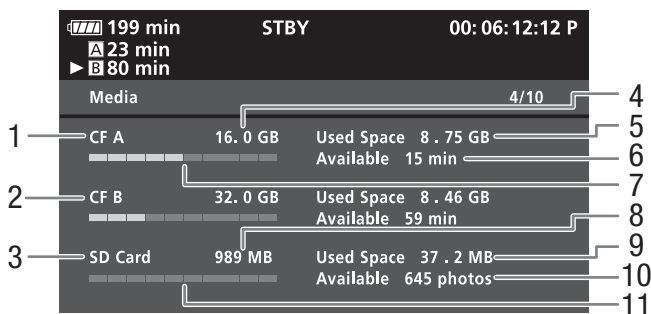 199 min STBY 00: 06: 12:12 P
A 23 min
B 80 min
Media 4/10
4
1 CF A 16. 0 GB Used Space 8 . 75 GB 5
Available 15 min 6
7
2 CF B 32. 0 GB Used Space 8 . 46 GB
Available 59 min
8
3 SD Card 989 MB Used Space 37 . 2 MB 9
Available 645 photos 10
11